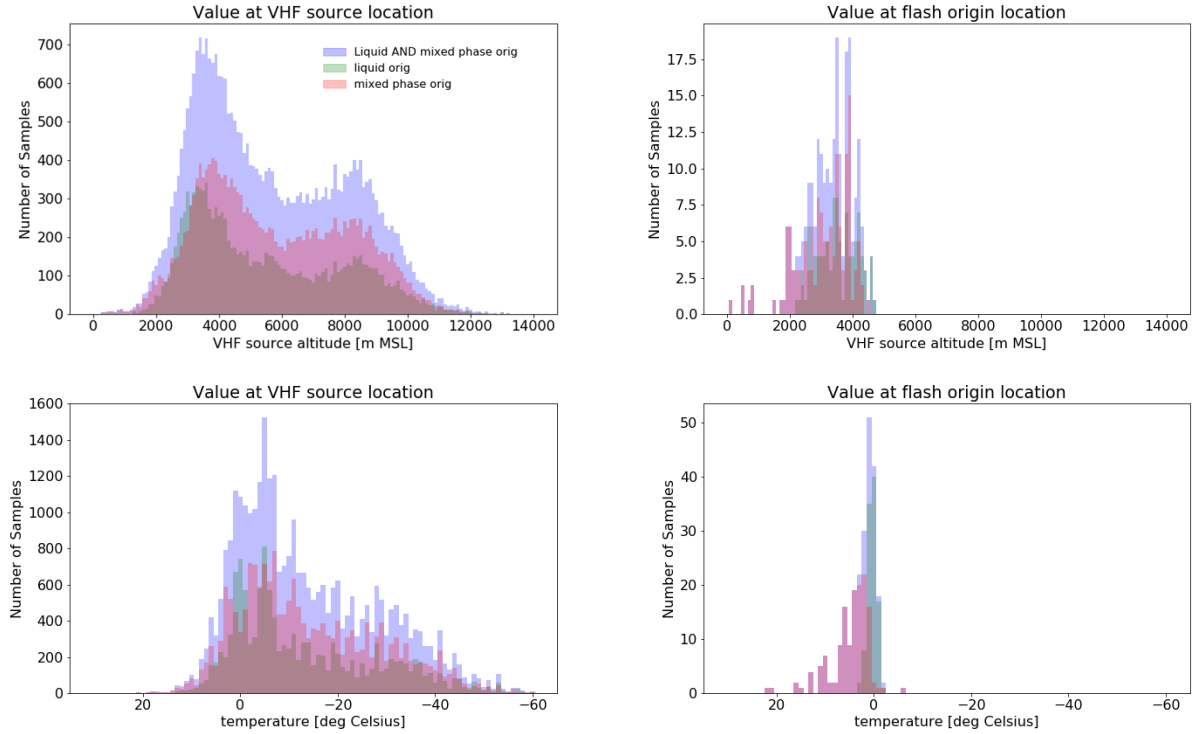 Value at VHF source location
Number of Samples
700
600
500
400
300
200
100
0
Liquid AND mixed phase orig
liquid orig
mixed phase orig
0 2000 4000 6000 8000 10000 12000 14000
VHF source altitude [m MSL]
Value at flash origin location
Number of Samples
17.5
15.0
12.5
10.0
7.5
5.0
2.5
0.0
0 2000 4000 6000 8000 10000 12000 14000
VHF source altitude [m MSL]
Value at VHF source location
Number of Samples
1600
1400
1200
1000
800
600
400
200
0
20 0 −20 −40 −60
temperature [deg Celsius]
Value at flash origin location
Number of Samples
50
40
30
20
10
0
20 0 −20 −40 −60
temperature [deg Celsius]